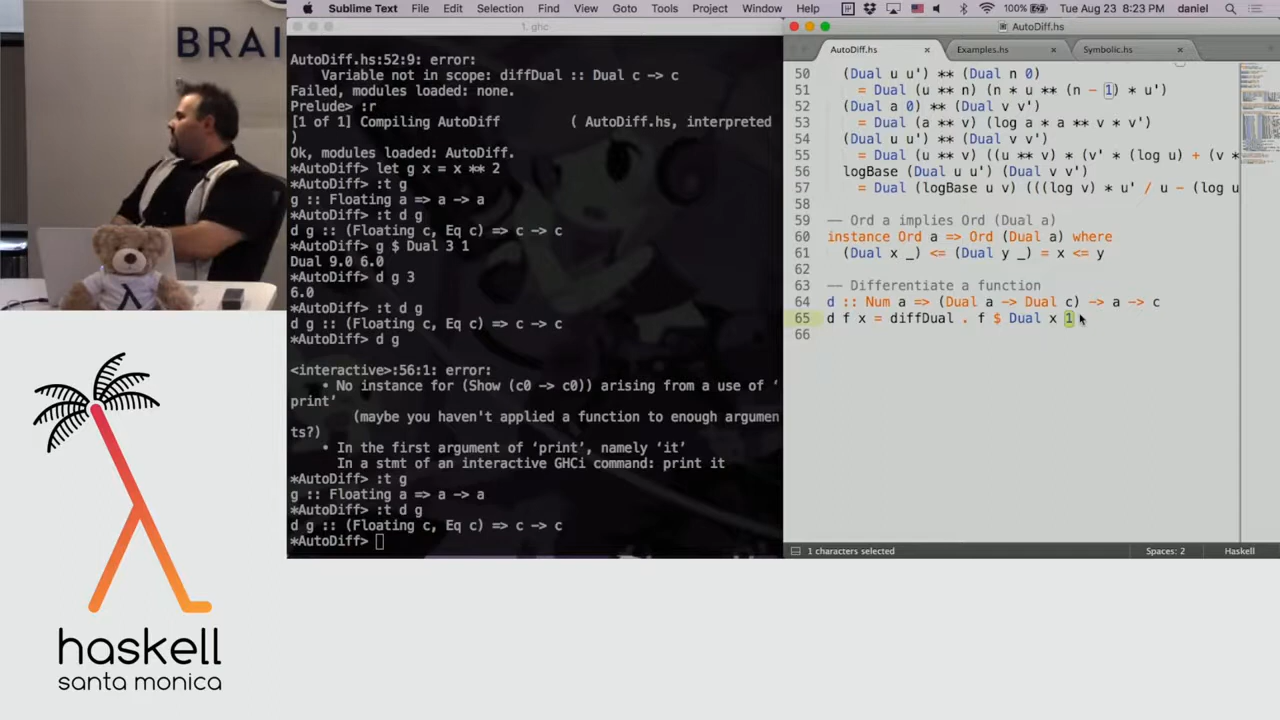 Sublime Text File Edit Selection Find View Goto Tools Project Window Help 100% Tue Aug 23 8:23 PM daniel
BRAI
1. ghc
AutoDiff.hs:52:9: error:
    Variable not in scope: diffDual :: Dual c -> c
Failed, modules loaded: none.
Prelude> :r
[1 of 1] Compiling AutoDiff         ( AutoDiff.hs, interpreted
)
Ok, modules loaded: AutoDiff.
*AutoDiff> let g x = x ** 2
*AutoDiff> :t g
g :: Floating a => a -> a
*AutoDiff> :t d g
d g :: (Floating c, Eq c) => c -> c
*AutoDiff> g $ Dual 3 1
Dual 9.0 6.0
*AutoDiff> d g 3
6.0
*AutoDiff> :t d g
d g :: (Floating c, Eq c) => c -> c
*AutoDiff> d g
<interactive>:56:1: error:
    • No instance for (Show (c0 -> c0)) arising from a use of ‘
print’
        (maybe you haven't applied a function to enough argumen
ts?)
    • In the first argument of ‘print’, namely ‘it’
      In a stmt of an interactive GHCi command: print it
*AutoDiff> :t g
g :: Floating a => a -> a
*AutoDiff> :t d g
d g :: (Floating c, Eq c) => c -> c
*AutoDiff>
AutoDiff.hs
AutoDiff.hs Examples.hs Symbolic.hs
50   (Dual u u') ** (Dual n 0)
51     = Dual (u ** n) (n * u ** (n - 1) * u')
52   (Dual a 0) ** (Dual v v')
53     = Dual (a ** v) (log a * a ** v * v')
54   (Dual u u') ** (Dual v v')
55     = Dual (u ** v) ((u ** v) * (v' * (log u) + (v *
56   logBase (Dual u u') (Dual v v')
57     = Dual (logBase u v) (((log v) * u' / u - (log u
58
59 -- Ord a implies Ord (Dual a)
60 instance Ord a => Ord (Dual a) where
61   (Dual x _) <= (Dual y _) = x <= y
62
63 -- Differentiate a function
64 d :: Num a => (Dual a -> Dual c) -> a -> c
65 d f x = diffDual . f $ Dual x 1
66
1 characters selected Spaces: 2 Haskell
haskell
santa monica